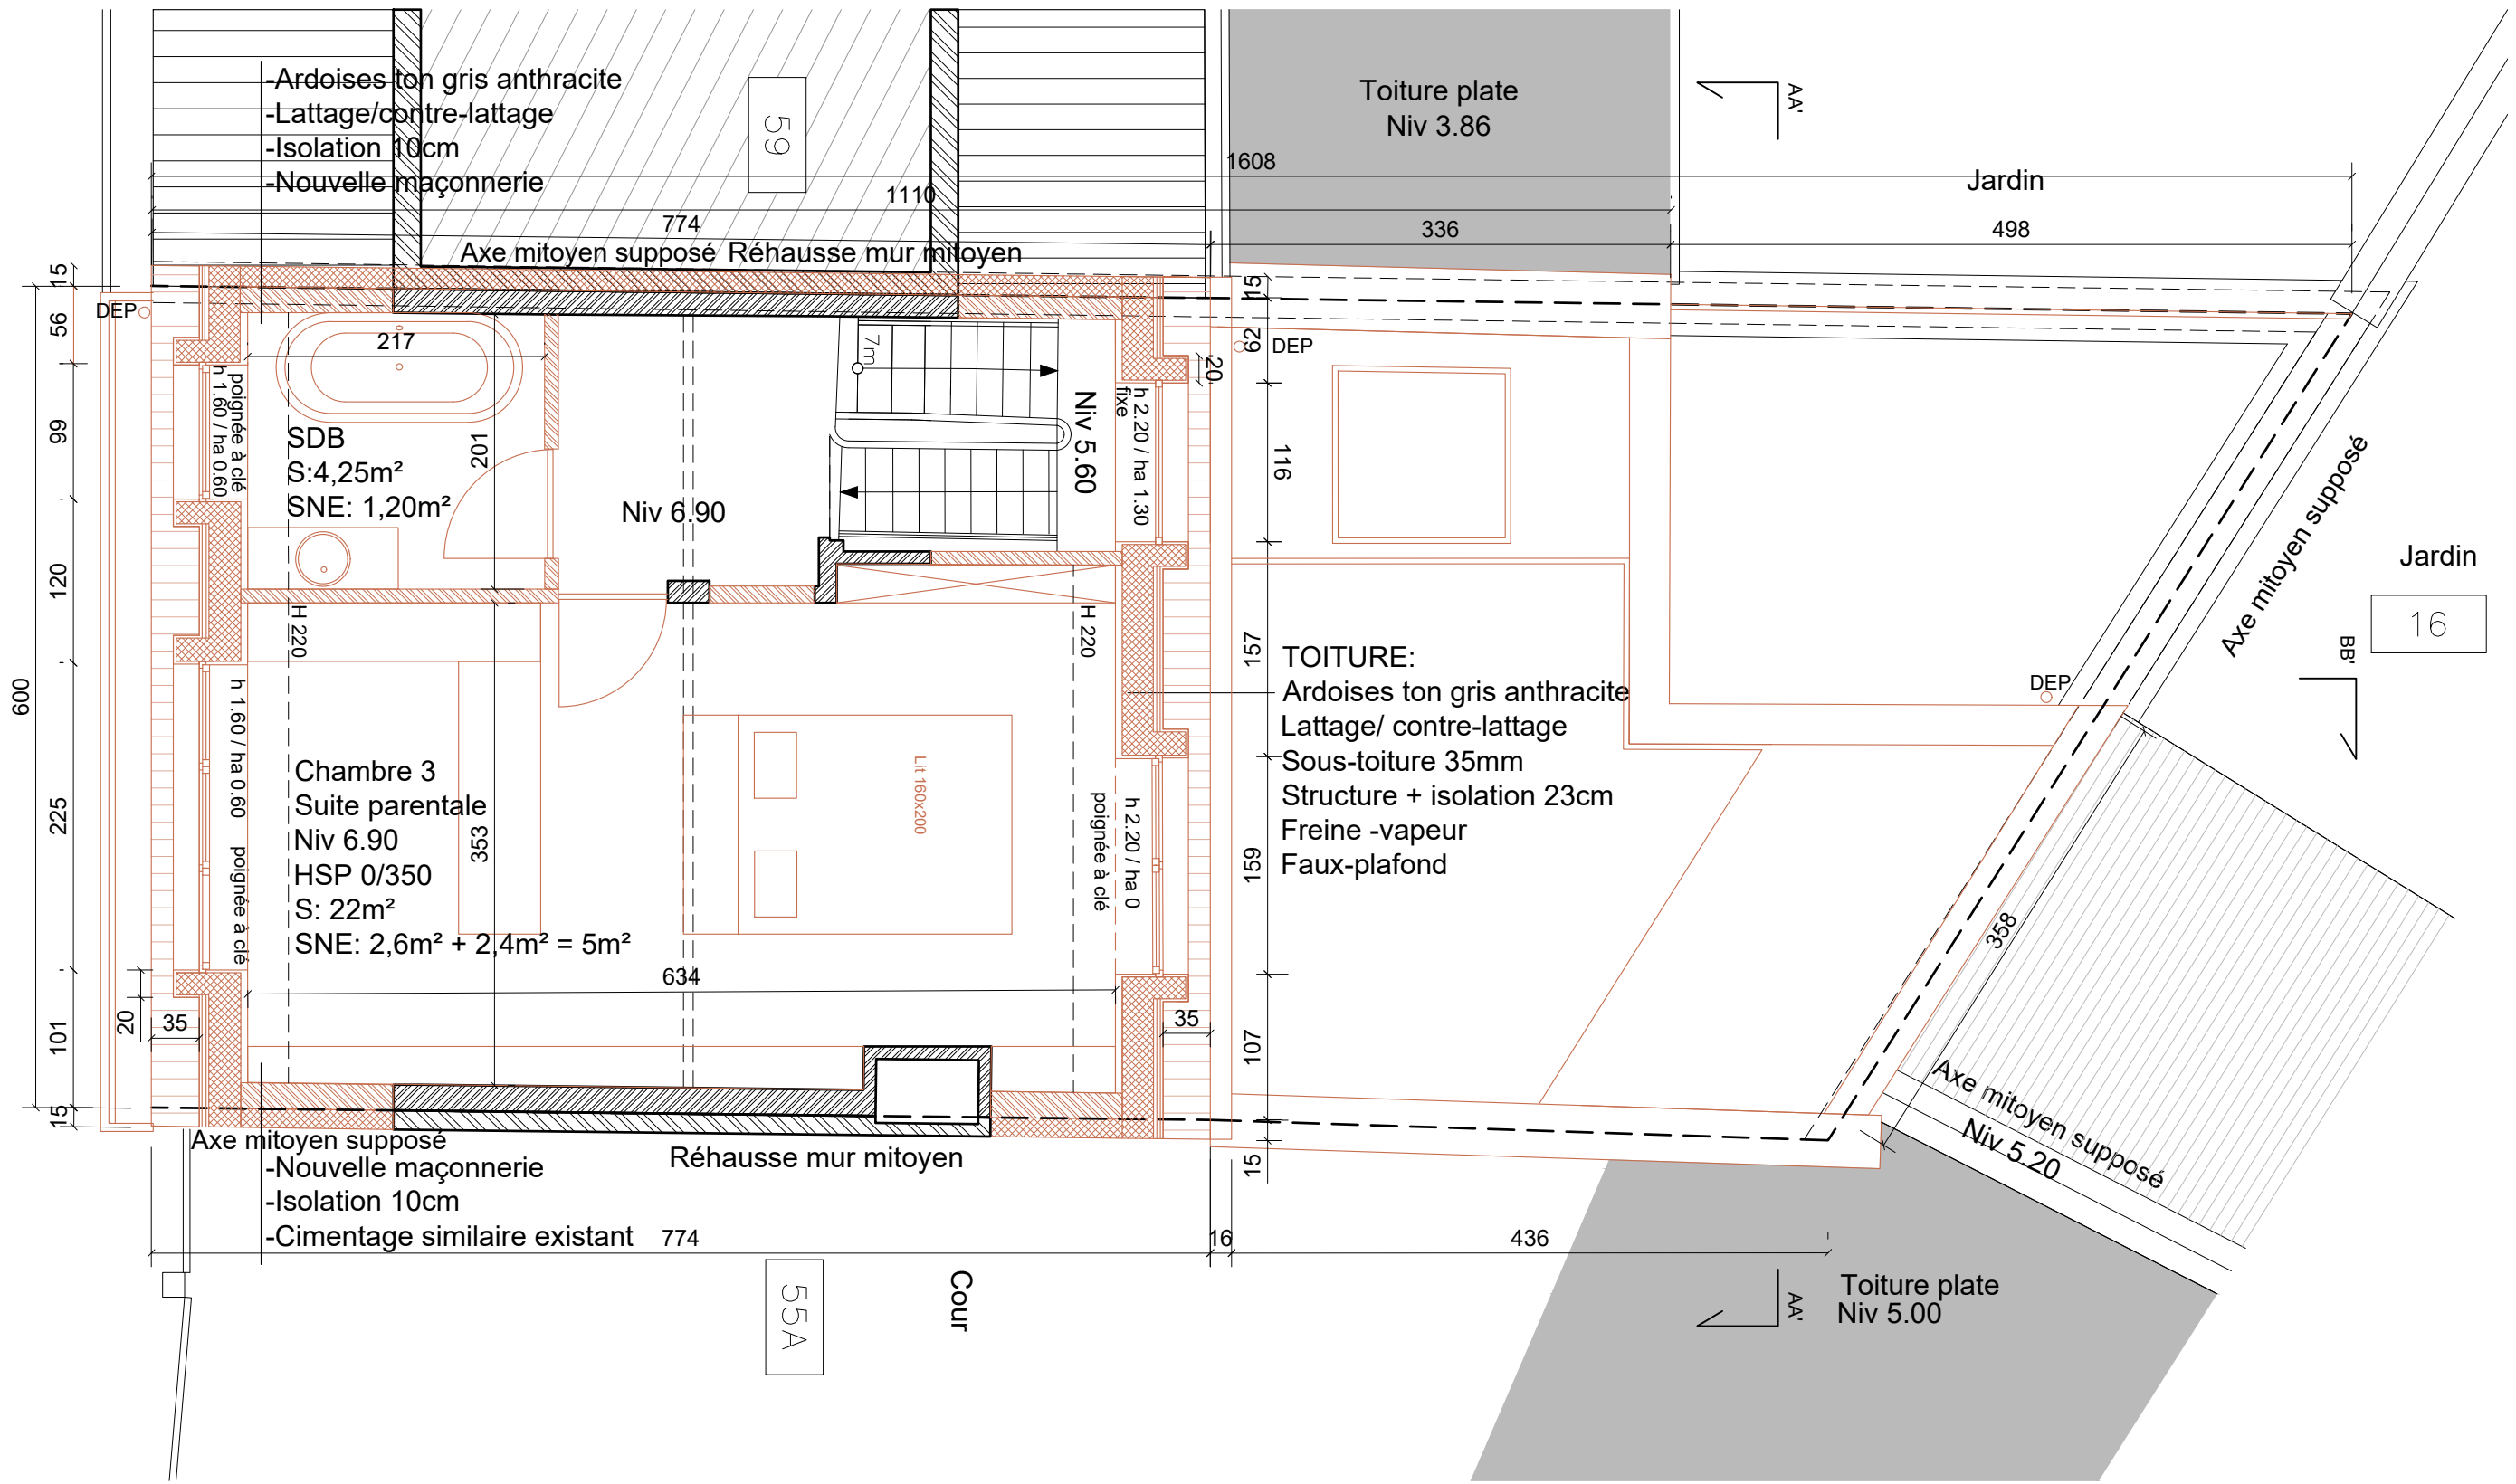 -Ardoises ton gris anthracite
-Lattage/contre-lattage
-Isolation 10cm
-Nouvelle maçonnerie
59
Toiture plate
Niv 3.86
AA'
Jardin
1608
1110
774
336
498
Axe mitoyen supposé
Réhausse mur mitoyen
15
56
99
120
225
101
15
600
DEP
217
201
SDB
S:4,25m²
SNE: 1,20m²
poignée à clé
h 1.60 / ha 0.60
7m
Niv 6.90
Niv 5.60
h 2.20 / ha 1.30
fixe
20
15
62
DEP
116
157
159
107
15
H 220
H 220
h 1.60 / ha 0.60
poignée à clé
Chambre 3
Suite parentale
Niv 6.90
HSP 0/350
S: 22m²
SNE: 2,6m² + 2,4m² = 5m²
353
634
Lit 160x200
h 2.20 / ha 0
poignée à clé
20
35
35
TOITURE:
Ardoises ton gris anthracite
Lattage/ contre-lattage
Sous-toiture 35mm
Structure + isolation 23cm
Freine -vapeur
Faux-plafond
Axe mitoyen supposé
Jardin
16
BB'
DEP
358
Axe mitoyen supposé
Niv 5.20
Axe mitoyen supposé
-Nouvelle maçonnerie
-Isolation 10cm
-Cimentage similaire existant
Réhausse mur mitoyen
774
16
436
55A
Cour
AA'
Toiture plate
Niv 5.00